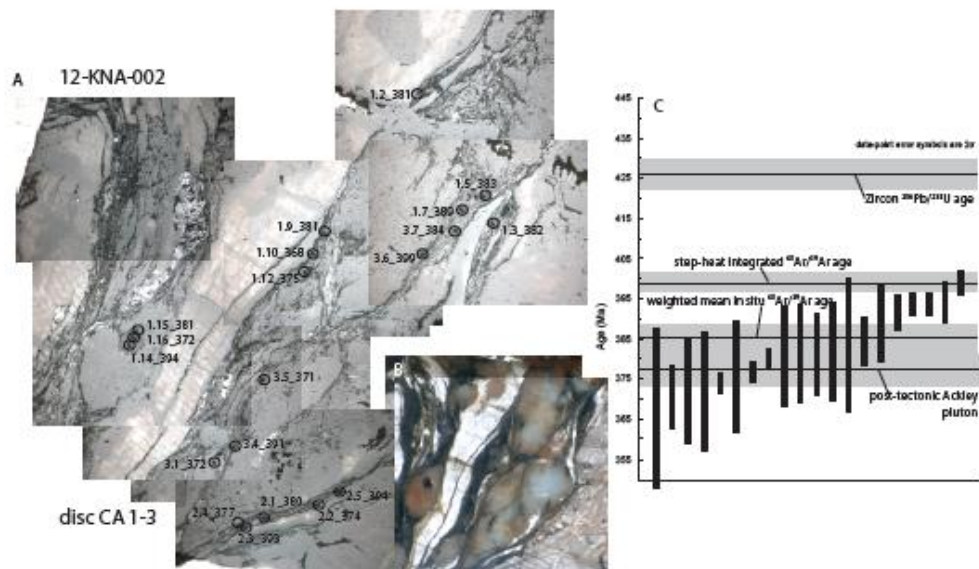 A
12-KNA-002
1.2_381
1.5_383
1.7_389
3.7_384
1.3_382
3.6_399
1.9_381
1.10_368
1.12_375
1.15_381
1.16_372
1.14_394
3.5_371
3.4_391
3.1_372
2.1_380
2.5_394
2.2_374
2.3_393
disc CA 1-3
B
C
445
435
425
415
405
395
385
375
365
Age (Ma)
data-point error symbols are 2σ
Zircon ²⁰⁶Pb/²³⁸U age
step-heat integrated ⁴⁰Ar/³⁹Ar age
weighted mean in situ ⁴⁰Ar/³⁹Ar age
post-tectonic Ackley
pluton